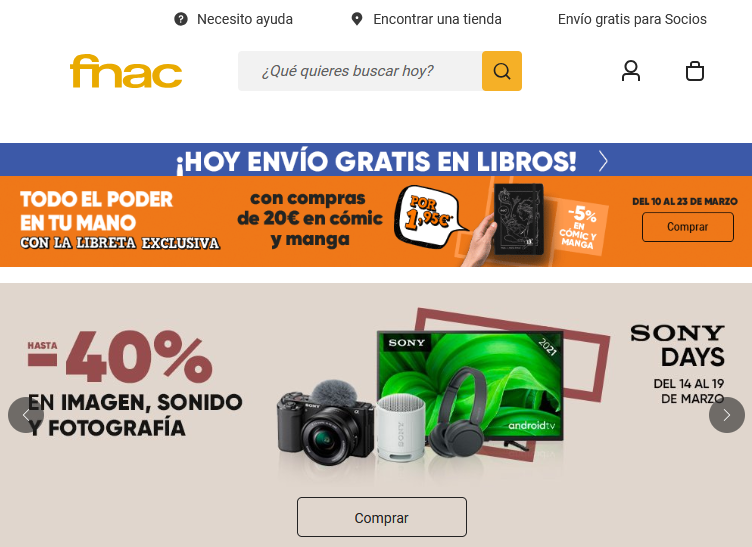 Necesito ayuda
Encontrar una tienda
Envío gratis para Socios
fnac
¿Qué quieres buscar hoy?
¡HOY ENVÍO GRATIS EN LIBROS!
TODO EL PODER
EN TU MANO
CON LA LIBRETA EXCLUSIVA
con compras
de 20€ en cómic
y manga
POR
1,95€*
-5%
EN
CÓMIC Y
MANGA
DEL 10 AL 23 DE MARZO
Comprar
HASTA
-40%
EN IMAGEN, SONIDO
Y FOTOGRAFÍA
SONY
2021
SONY
SONY
androidtv
SONY
DAYS
DEL 14 AL 19
DE MARZO
Comprar